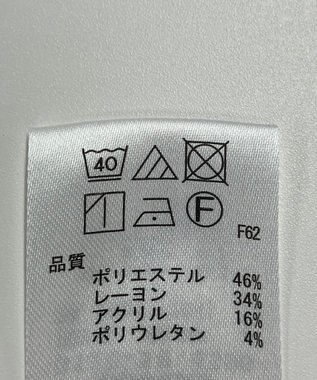 40
F
F62
品質
ポリエステル 46%
レーヨン 34%
アクリル 16%
ポリウレタン 4%